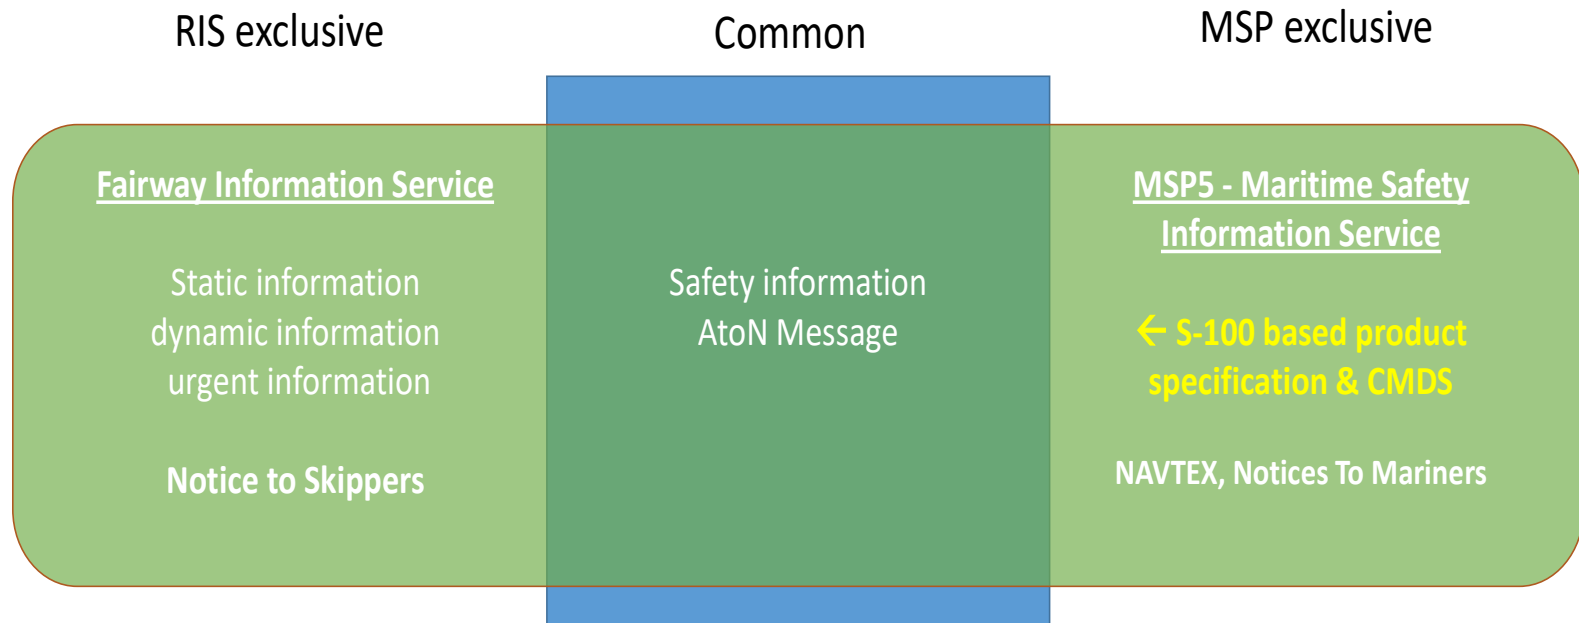 RIS exclusive
Common
MSP exclusive
Fairway Information Service
Static information
dynamic information
urgent information
Notice to Skippers
Safety information
AtoN Message
MSP5 - Maritime Safety
Information Service
← S-100 based product
specification & CMDS
NAVTEX, Notices To Mariners